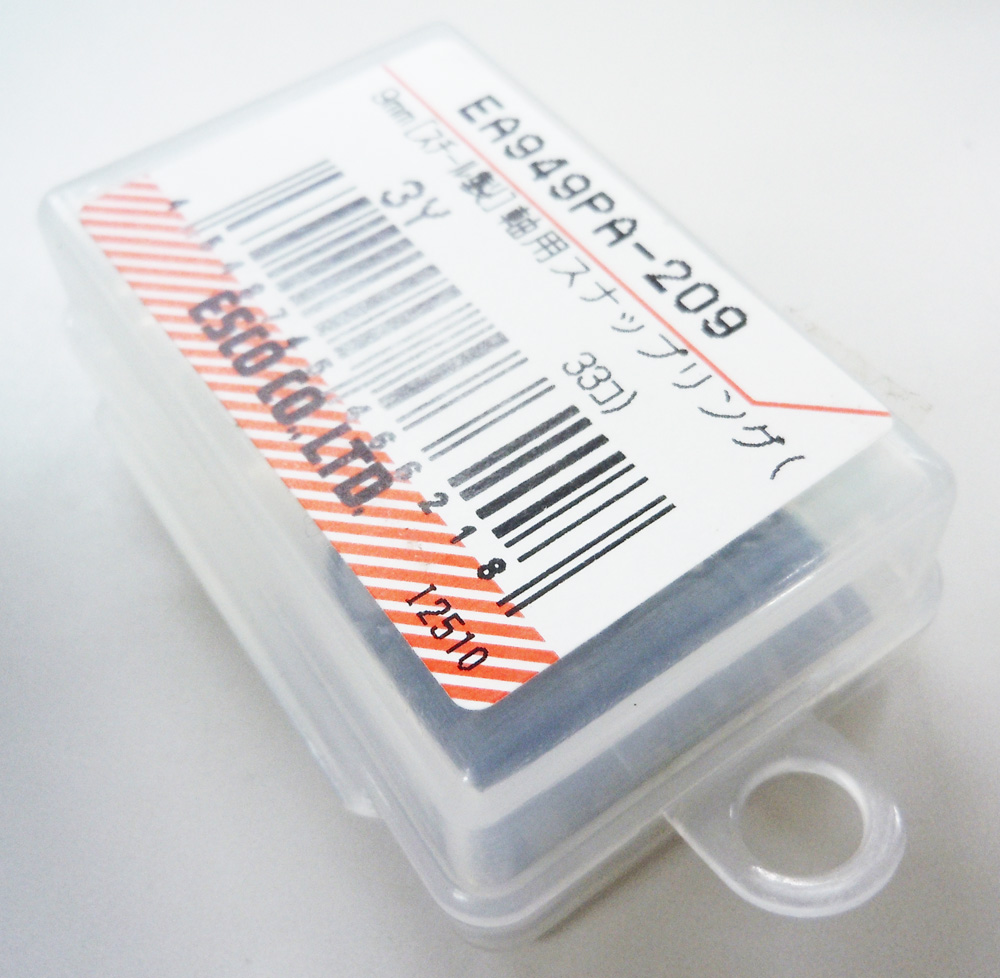 EA949PA-209
9mm[スチール製]軸用スナップリング(
33コ)
3Y
ESCO CO.,LTD.
I2510